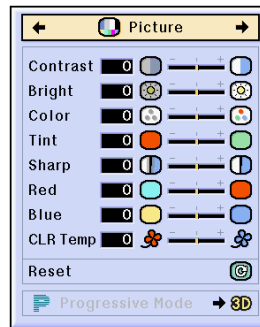 Picture
Contrast 0 - +
Bright 0 - +
Color 0 - +
Tint 0 - +
Sharp 0 - +
Red 0 - +
Blue 0 - +
CLR Temp 0 - +
Reset
P Progressive Mode 3D